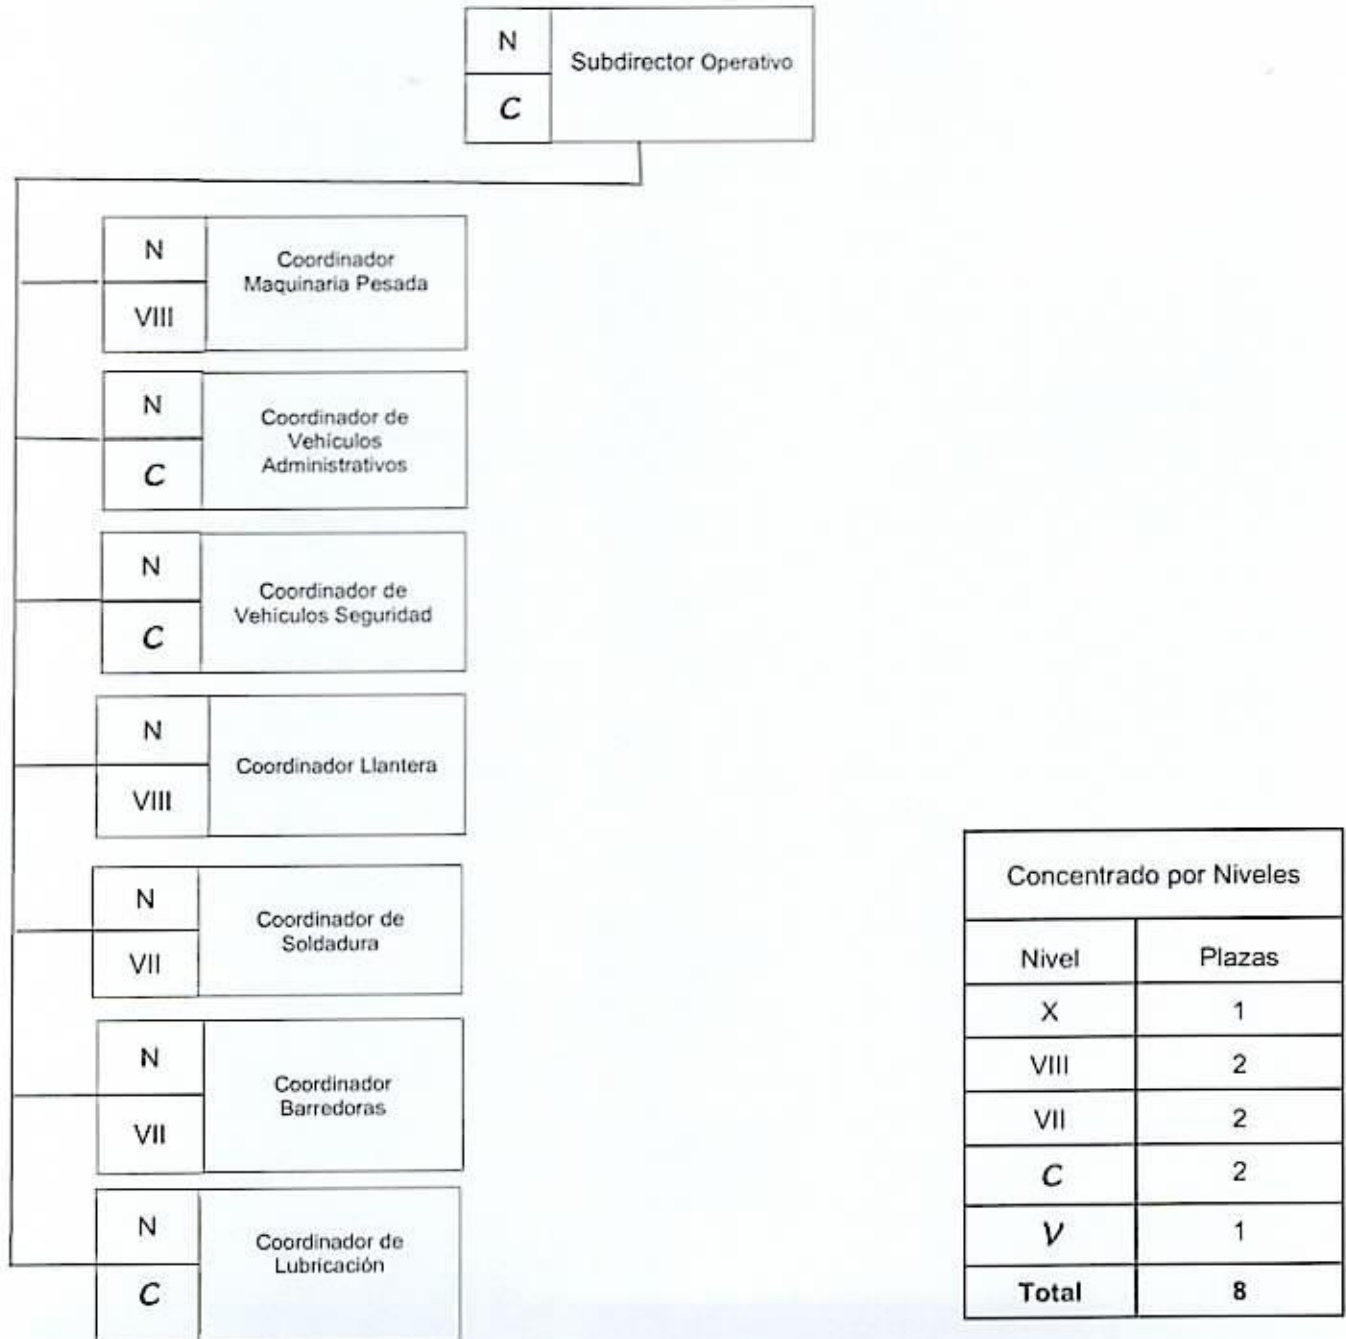 N
Subdirector Operativo
C
N
Coordinador
Maquinaria Pesada
VIII
N
Coordinador de
Vehículos
Administrativos
C
N
Coordinador de
Vehículos Seguridad
C
N
Coordinador Llantera
VIII
N
Coordinador de
Soldadura
VII
N
Coordinador
Barredoras
VII
N
Coordinador de
Lubricación
C
Concentrado por Niveles
Nivel Plazas
X 1
VIII 2
VII 2
C 2
V 1
Total 8